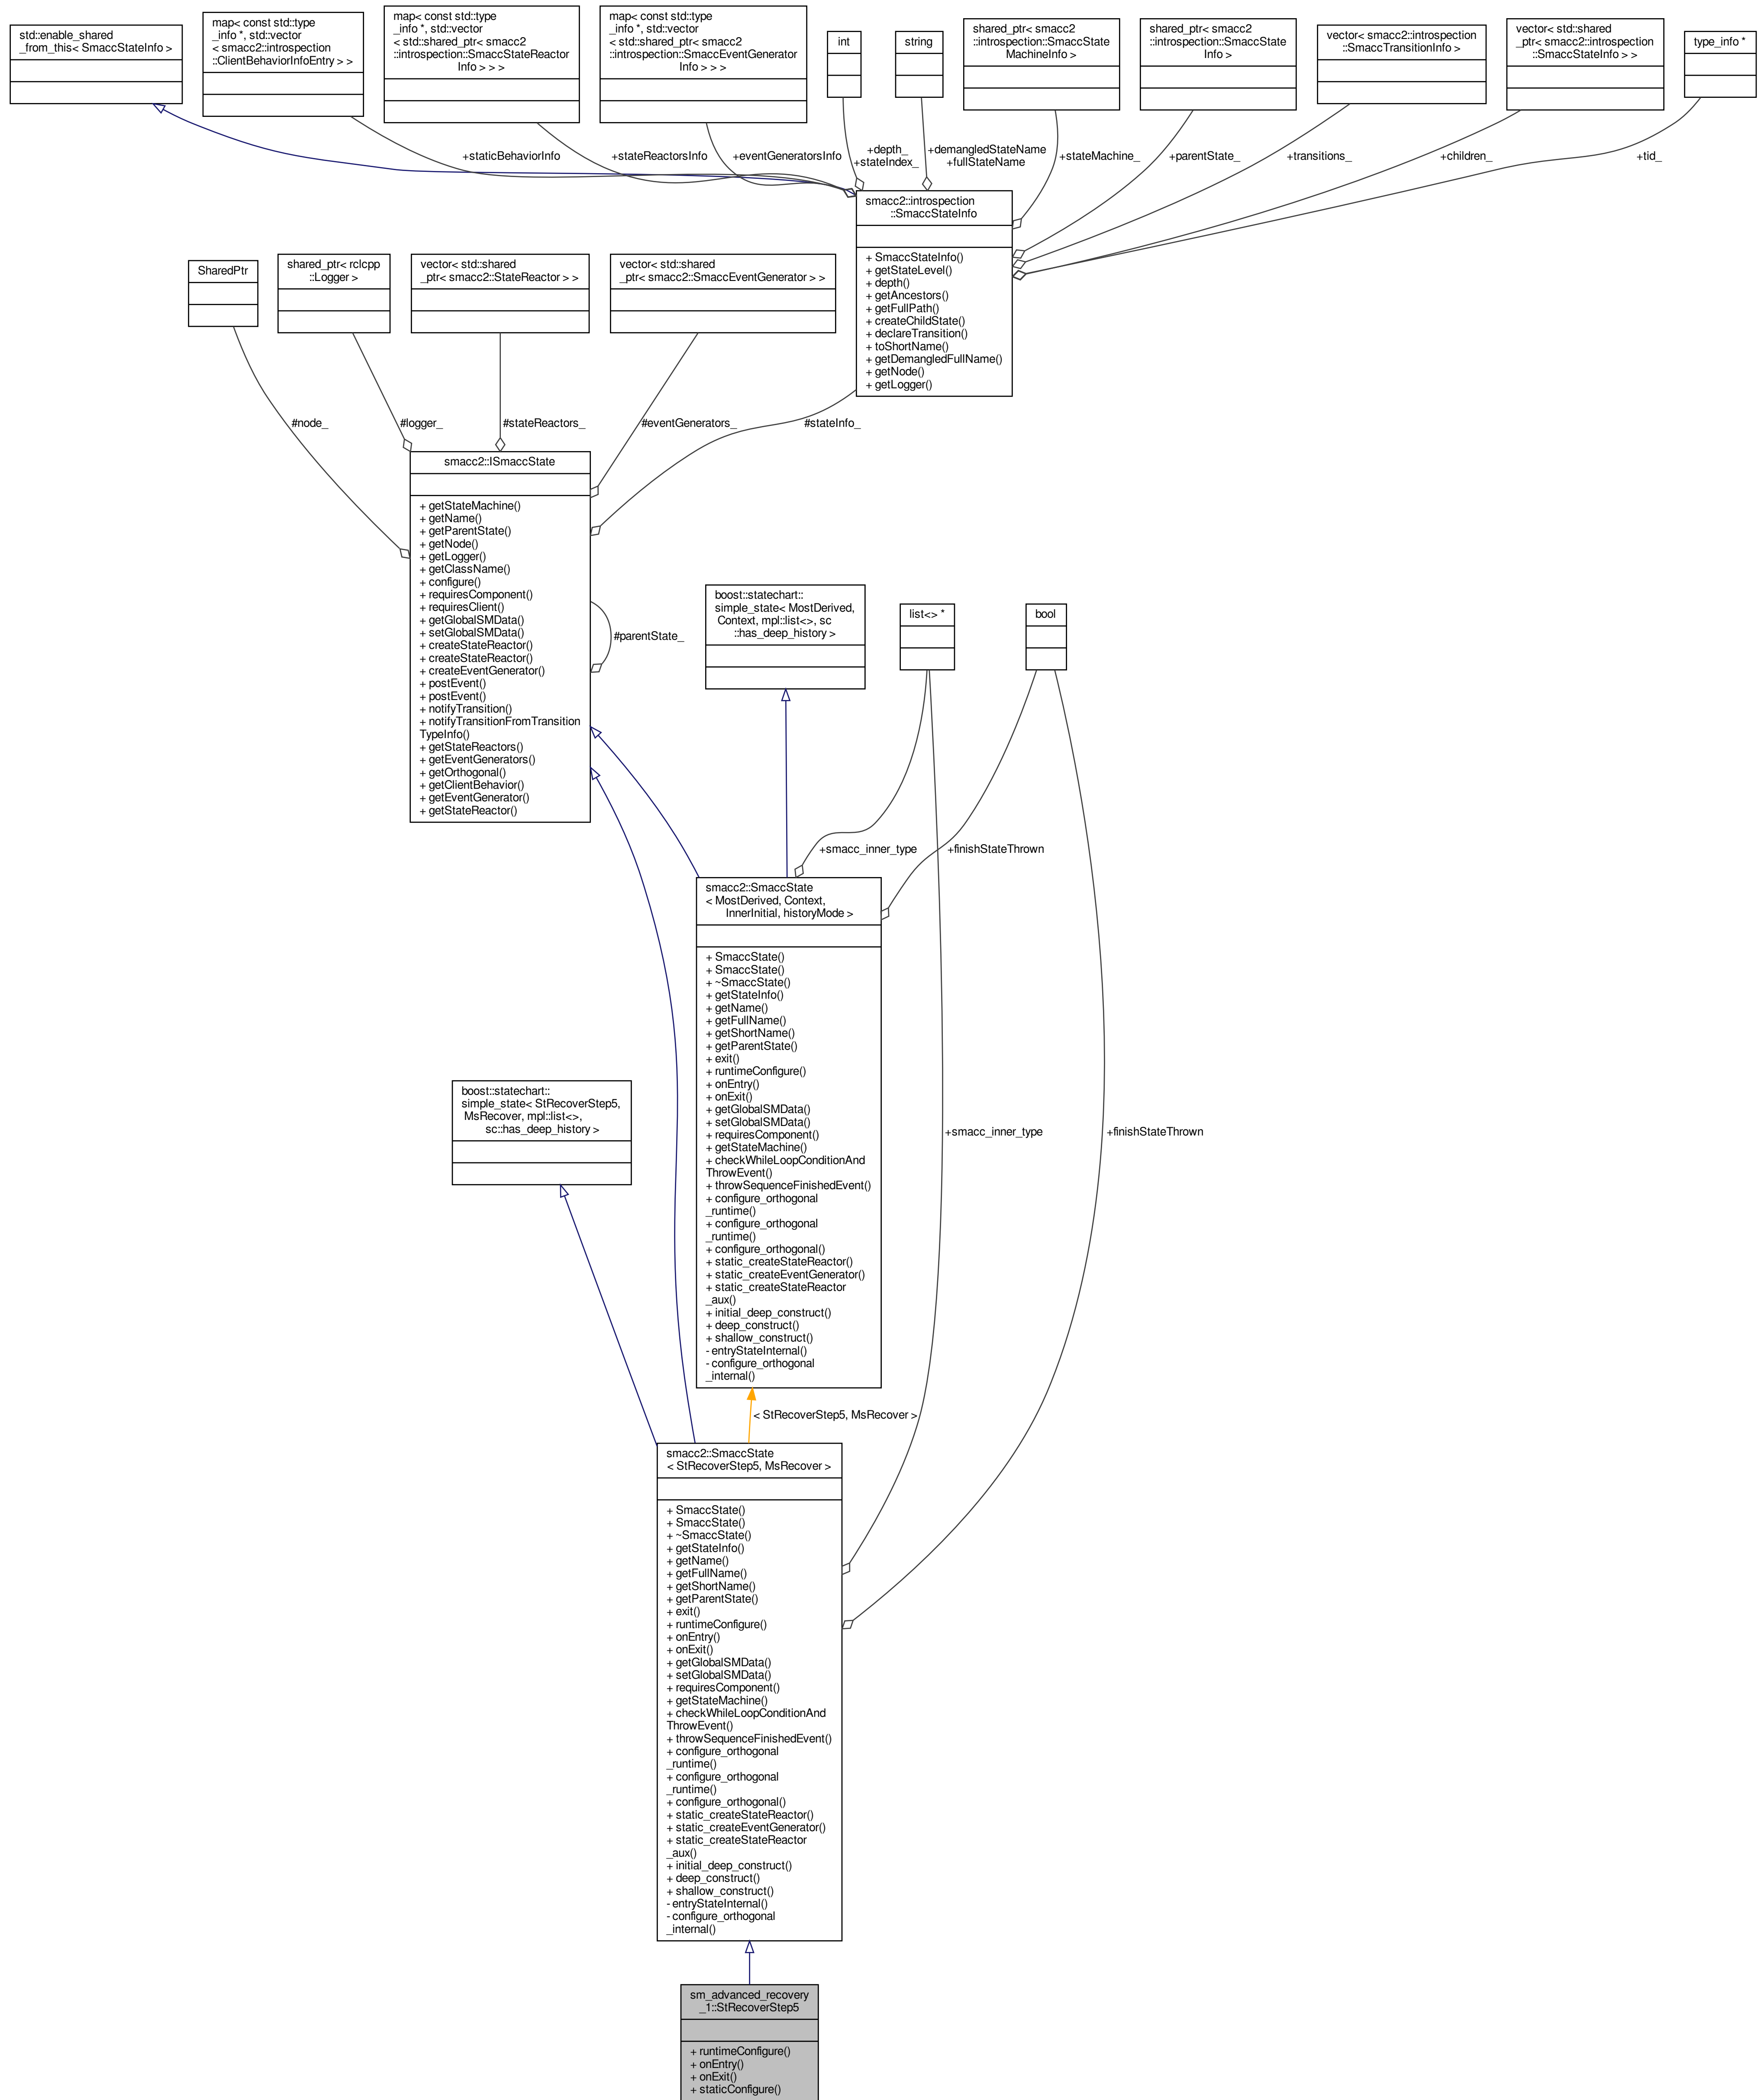 std::enable_shared
_from_this< SmaccStateInfo >
map< const std::type
_info *, std::vector
< smacc2::introspection
::ClientBehaviorInfoEntry > >
map< const std::type
_info *, std::vector
< std::shared_ptr< smacc2
::introspection::SmaccStateReactor
Info > > >
map< const std::type
_info *, std::vector
< std::shared_ptr< smacc2
::introspection::SmaccEventGenerator
Info > > >
int
string
shared_ptr< smacc2
::introspection::SmaccState
MachineInfo >
shared_ptr< smacc2
::introspection::SmaccState
Info >
vector< smacc2::introspection
::SmaccTransitionInfo >
vector< std::shared
_ptr< smacc2::introspection
::SmaccStateInfo > >
type_info *
+staticBehaviorInfo
+stateReactorsInfo
+eventGeneratorsInfo
+depth_
+stateIndex_
+demangledStateName
+fullStateName
+stateMachine_
+parentState_
+transitions_
+children_
+tid_
smacc2::introspection
::SmaccStateInfo
+ SmaccStateInfo()
+ getStateLevel()
+ depth()
+ getAncestors()
+ getFullPath()
+ createChildState()
+ declareTransition()
+ toShortName()
+ getDemangledFullName()
+ getNode()
+ getLogger()
SharedPtr
shared_ptr< rclcpp
::Logger >
vector< std::shared
_ptr< smacc2::StateReactor > >
vector< std::shared
_ptr< smacc2::SmaccEventGenerator > >
#node_
#logger_
#stateReactors_
#eventGenerators_
#stateInfo_
smacc2::ISmaccState
+ getStateMachine()
+ getName()
+ getParentState()
+ getNode()
+ getLogger()
+ getClassName()
+ configure()
+ requiresComponent()
+ requiresClient()
+ getGlobalSMData()
+ setGlobalSMData()
+ createStateReactor()
+ createStateReactor()
+ createEventGenerator()
+ postEvent()
+ postEvent()
+ notifyTransition()
+ notifyTransitionFromTransition
TypeInfo()
+ getStateReactors()
+ getEventGenerators()
+ getOrthogonal()
+ getClientBehavior()
+ getEventGenerator()
+ getStateReactor()
#parentState_
boost::statechart::
simple_state< MostDerived,
Context, mpl::list<>, sc
::has_deep_history >
list<> *
bool
+smacc_inner_type
+finishStateThrown
smacc2::SmaccState
< MostDerived, Context,
InnerInitial, historyMode >
+ SmaccState()
+ SmaccState()
+ ~SmaccState()
+ getStateInfo()
+ getName()
+ getFullName()
+ getShortName()
+ getParentState()
+ exit()
+ runtimeConfigure()
+ onEntry()
+ onExit()
+ getGlobalSMData()
+ setGlobalSMData()
+ requiresComponent()
+ getStateMachine()
+ checkWhileLoopConditionAnd
ThrowEvent()
+ throwSequenceFinishedEvent()
+ configure_orthogonal
_runtime()
+ configure_orthogonal
_runtime()
+ configure_orthogonal()
+ static_createStateReactor()
+ static_createEventGenerator()
+ static_createStateReactor
_aux()
+ initial_deep_construct()
+ deep_construct()
+ shallow_construct()
- entryStateInternal()
- configure_orthogonal
_internal()
boost::statechart::
simple_state< StRecoverStep5,
MsRecover, mpl::list<>,
sc::has_deep_history >
+smacc_inner_type
+finishStateThrown
< StRecoverStep5, MsRecover >
smacc2::SmaccState
< StRecoverStep5, MsRecover >
+ SmaccState()
+ SmaccState()
+ ~SmaccState()
+ getStateInfo()
+ getName()
+ getFullName()
+ getShortName()
+ getParentState()
+ exit()
+ runtimeConfigure()
+ onEntry()
+ onExit()
+ getGlobalSMData()
+ setGlobalSMData()
+ requiresComponent()
+ getStateMachine()
+ checkWhileLoopConditionAnd
ThrowEvent()
+ throwSequenceFinishedEvent()
+ configure_orthogonal
_runtime()
+ configure_orthogonal
_runtime()
+ configure_orthogonal()
+ static_createStateReactor()
+ static_createEventGenerator()
+ static_createStateReactor
_aux()
+ initial_deep_construct()
+ deep_construct()
+ shallow_construct()
- entryStateInternal()
- configure_orthogonal
_internal()
sm_advanced_recovery
_1::StRecoverStep5
+ runtimeConfigure()
+ onEntry()
+ onExit()
+ staticConfigure()